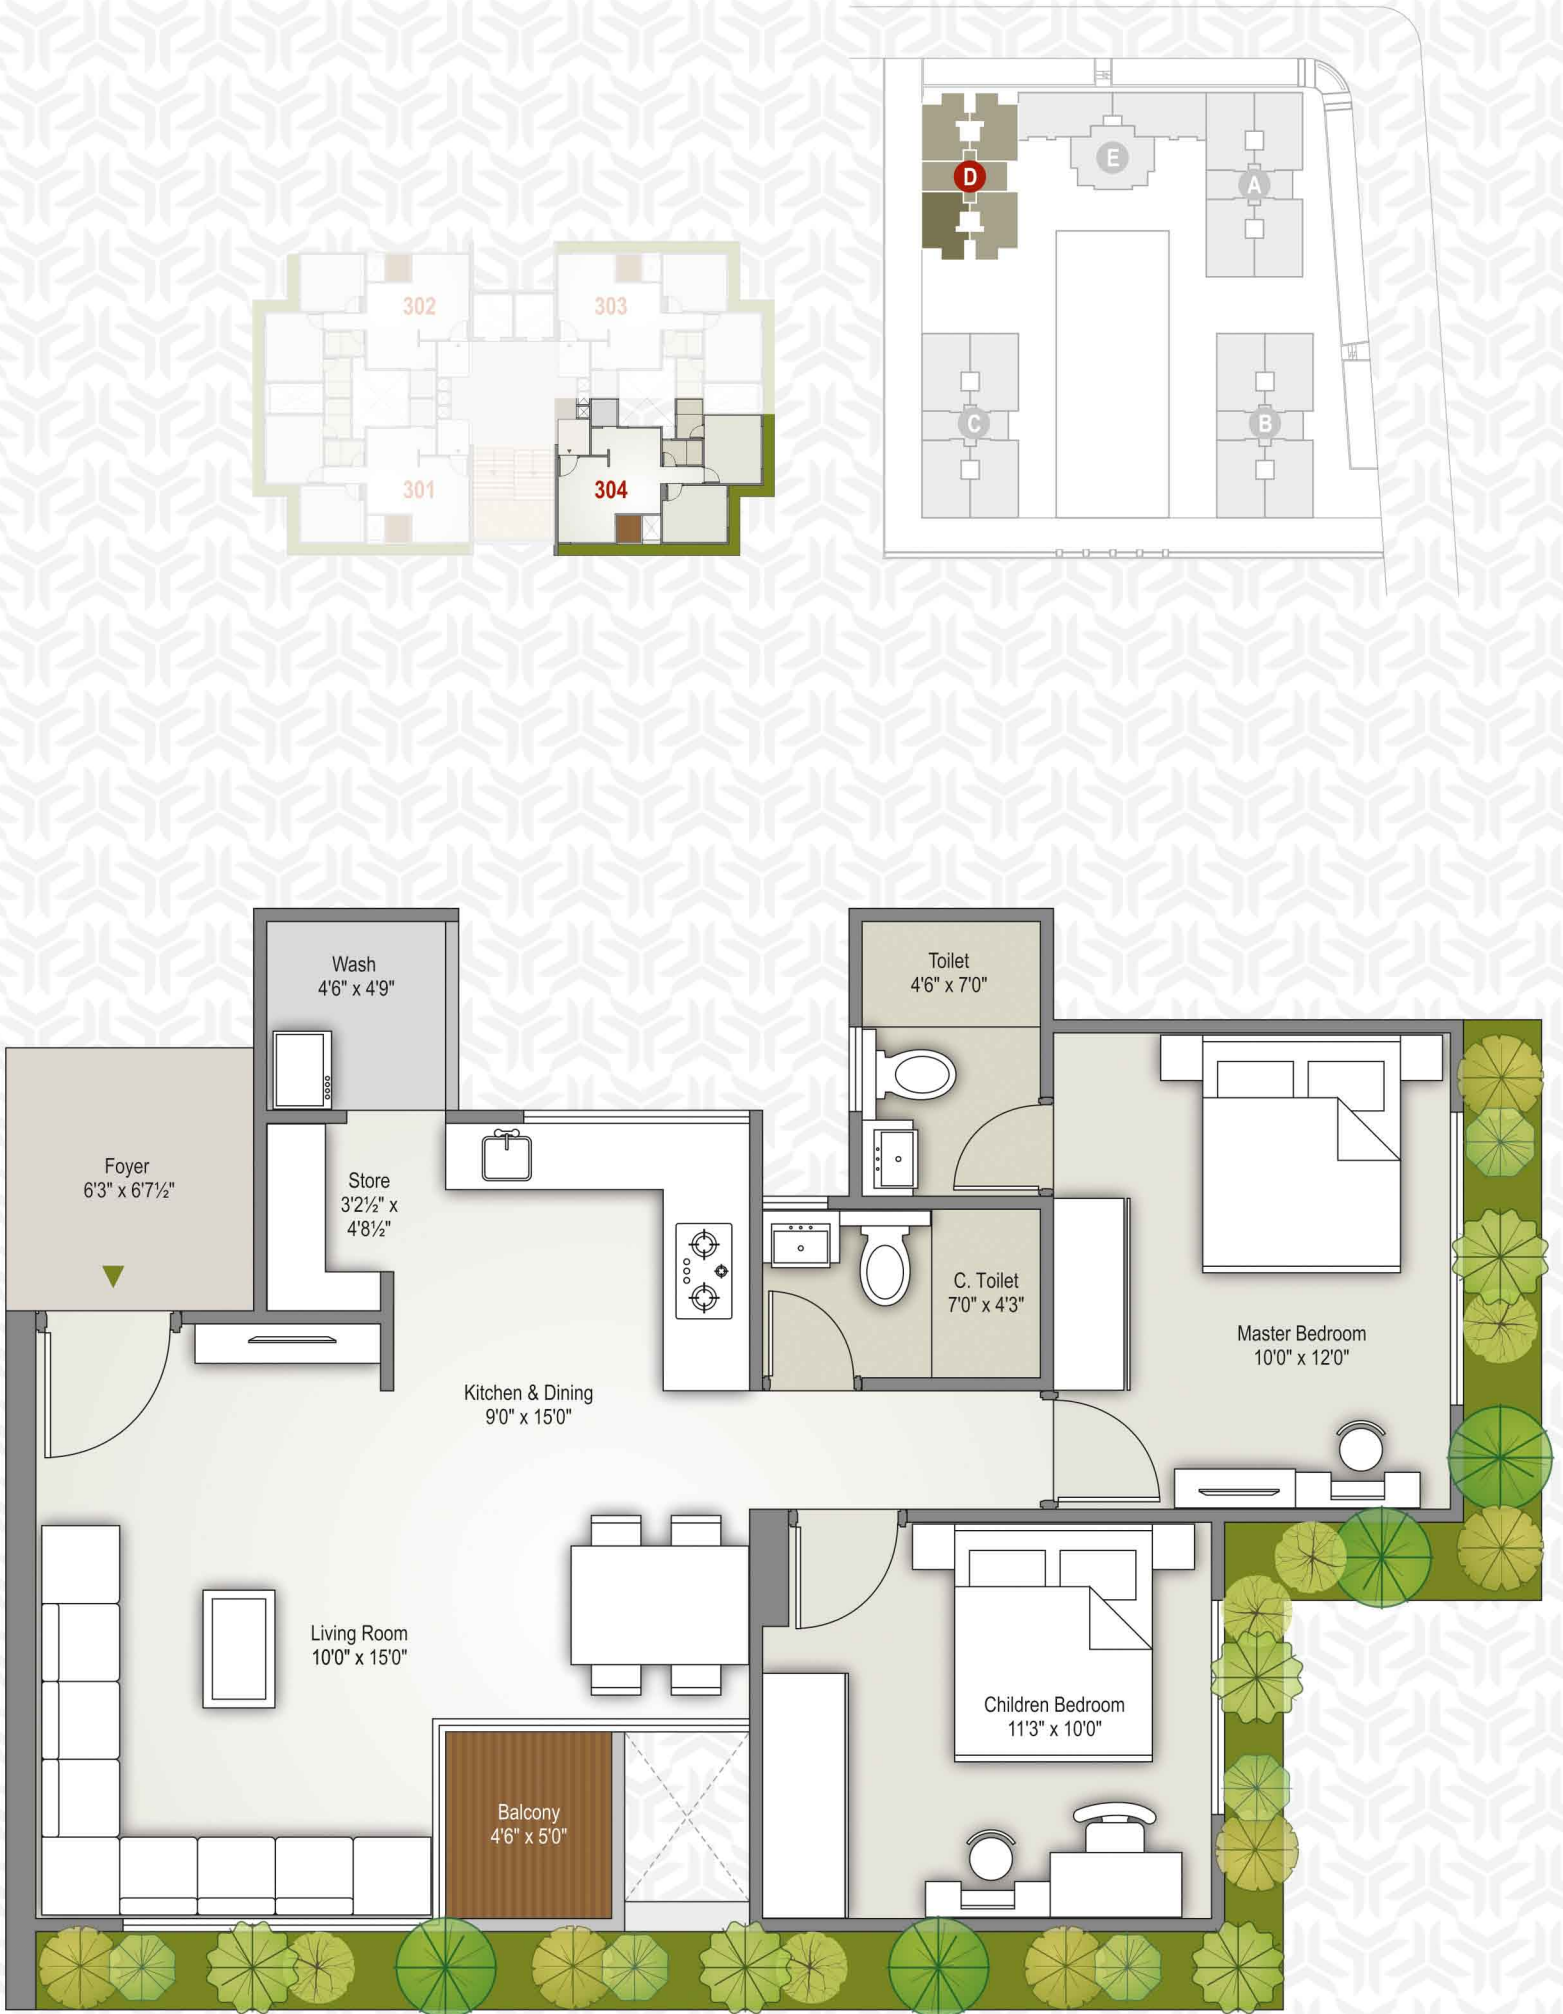 D
E
A
C
B
302
303
301
304
Wash
4'6" x 4'9"
Toilet
4'6" x 7'0"
Foyer
6'3" x 6'7½"
Store
3'2½" x
4'8½"
C. Toilet
7'0" x 4'3"
Master Bedroom
10'0" x 12'0"
Kitchen & Dining
9'0" x 15'0"
Living Room
10'0" x 15'0"
Children Bedroom
11'3" x 10'0"
Balcony
4'6" x 5'0"